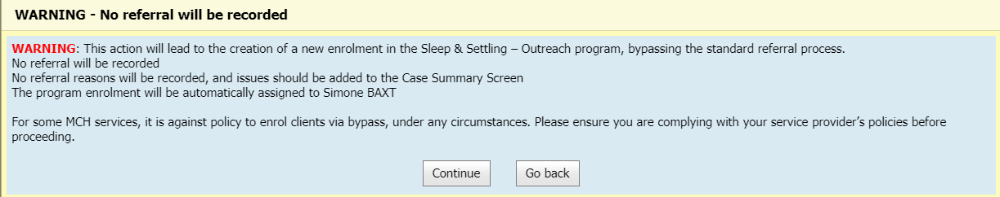 WARNING - No referral will be recorded
WARNING: This action will lead to the creation of a new enrolment in the Sleep & Settling – Outreach program, bypassing the standard referral process.
No referral will be recorded
No referral reasons will be recorded, and issues should be added to the Case Summary Screen
The program enrolment will be automatically assigned to Simone BAXT
For some MCH services, it is against policy to enrol clients via bypass, under any circumstances. Please ensure you are complying with your service provider’s policies before
proceeding.
Continue
Go back